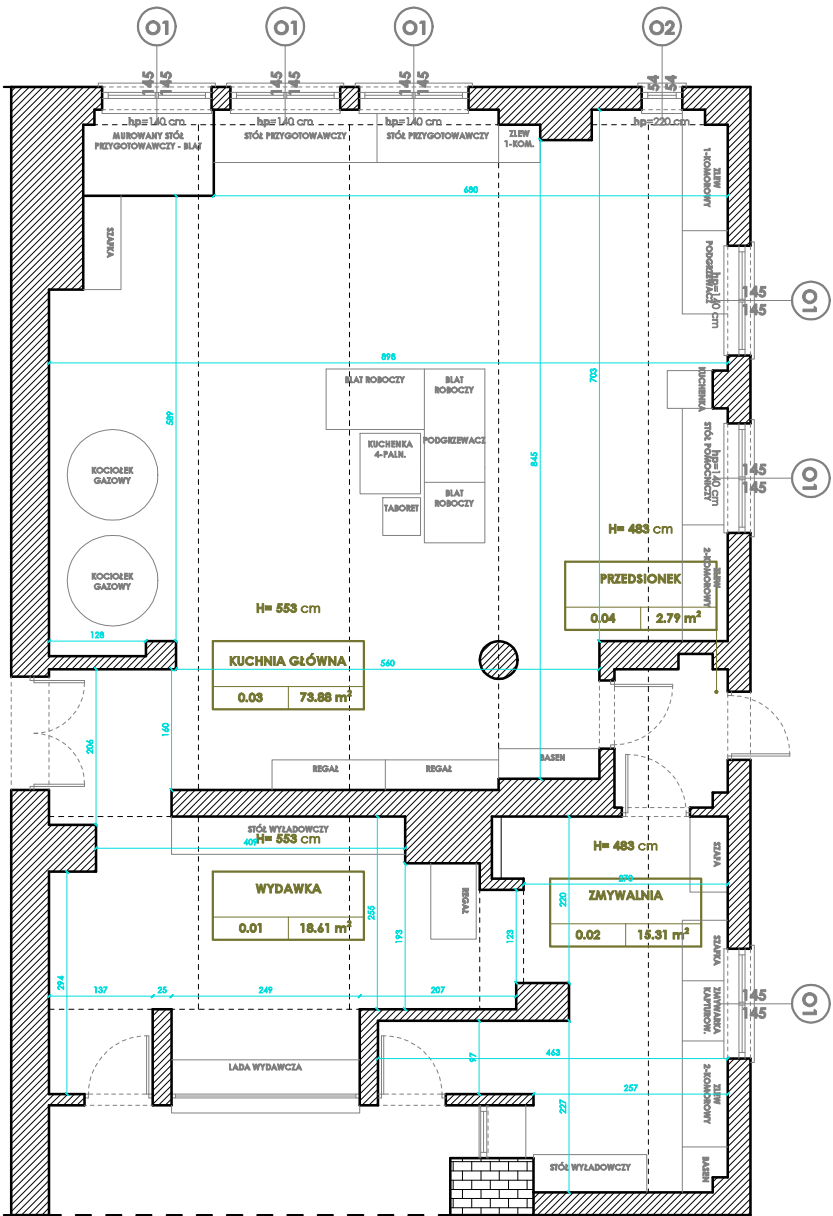 O1
O1
O1
O2
145
145
145
145
145
145
54
54
hp=140 cm
hp=140 cm
hp=140 cm
hp=220 cm
MUROWANY STÓŁ
PRZYGOTOWAWCZY - BLAT
STÓŁ PRZYGOTOWAWCZY
STÓŁ PRZYGOTOWAWCZY
ZLEW
1-KOM.
ZLEW
1-KOMOROWY
680
SZAFKA
PODGRZEWACZ
hp=140 cm
145
145
O1
898
589
703
845
BLAT ROBOCZY
BLAT
ROBOCZY
KUCHENKA
KUCHENKA
4-PALN.
PODGRZEWACZ
STÓŁ POMOCNICZY
hp=140 cm
145
145
O1
KOCIOŁEK
GAZOWY
TABORET
BLAT
ROBOCZY
H= 483 cm
ZLEW
2-KOMOROWY
KOCIOŁEK
GAZOWY
PRZEDSIONEK
0.04 2.79 m²
H= 553 cm
128
KUCHNIA GŁÓWNA
0.03 73.88 m²
560
206
160
REGAŁ
REGAŁ
BASEN
STÓŁ WYŁADOWCZY
409
H= 553 cm
H= 483 cm
SZAFA
270
WYDAWKA
0.01 18.61 m²
255
193
REGAŁ
123
220
ZMYWALNIA
0.02 15.31 m²
SZAFKA
294
137
25
249
207
ZMYWARKA
KAPTUROW.
145
145
O1
97
463
LADA WYDAWCZA
257
227
ZLEW
2-KOMOROWY
STÓŁ WYŁADOWCZY
BASEN